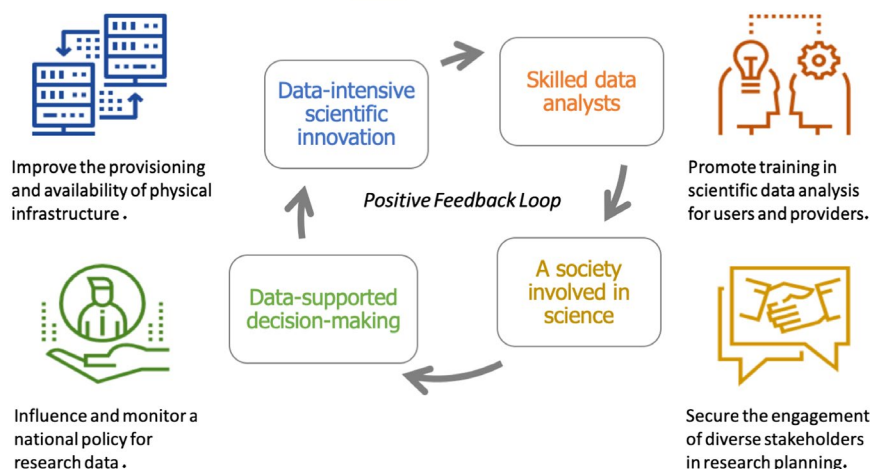 Data-intensive
scientific
innovation
Skilled data
analysts
Improve the provisioning
and availability of physical
infrastructure .
Positive Feedback Loop
Promote training in
scientific data analysis
for users and providers.
Data-supported
decision-making
A society
involved in
science
Influence and monitor a
national policy for
research data .
Secure the engagement
of diverse stakeholders
in research planning.